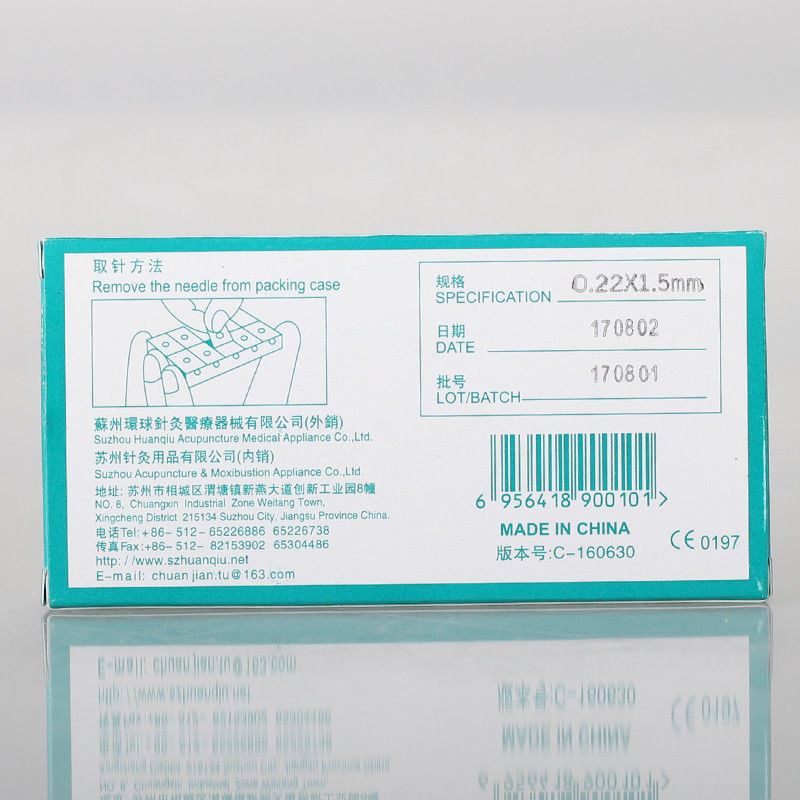 取针方法
Remove the needle from packing case
蘇州環球針灸醫療器械有限公司(外銷)
Suzhou Huanqiu Acupuncture Medical Appliance Co.,Ltd.
苏州针灸用品有限公司(内销)
Suzhou Acupuncture & Moxibustion Appliance Co.,Ltd.
地址: 苏州市相城区渭塘镇新燕大道创新工业园8幢
NO. 8, Chuangxin Industrial Zone Weitang Town,
Xingcheng District 215134 Suzhou City, Jiangsu Province China.
电话Tel:+86- 512- 65226886 65226738
传真Fax:+86- 512- 82153902 65304486
http://www.szhuanqiu.net
E-mail: chuanjian.tu@163.com
规格
SPECIFICATION 0.22X1.5mm
日期
DATE 170802
批号
LOT/BATCH 170801
6 956418 900101 >
MADE IN CHINA
版本号:C-160630
CE 0197